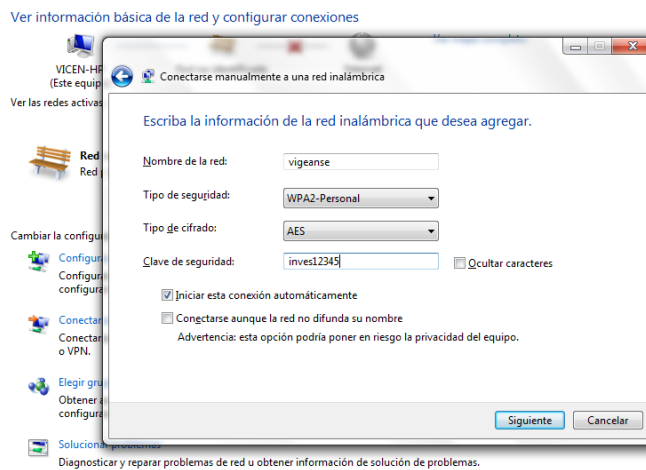 Ver información básica de la red y configurar conexiones
VICEN-HP
(Este equip
Ver las redes activas
Conectarse manualmente a una red inalámbrica
Escriba la información de la red inalámbrica que desea agregar.
Red
Red
Nombre de la red: vigeanse
Tipo de seguridad: WPA2-Personal
Tipo de cifrado: AES
Cambiar la configu
Clave de seguridad: inves12345 Ocultar caracteres
Configur
Configur
configura
Iniciar esta conexión automáticamente
Conectarse aunque la red no difunda su nombre
Advertencia: esta opción podría poner en riesgo la privacidad del equipo.
Conectar
Conectar
o VPN.
Elegir gru
Obtener
configura
Siguiente Cancelar
Solucionar problemas
Diagnosticar y reparar problemas de red u obtener información de solución de problemas.